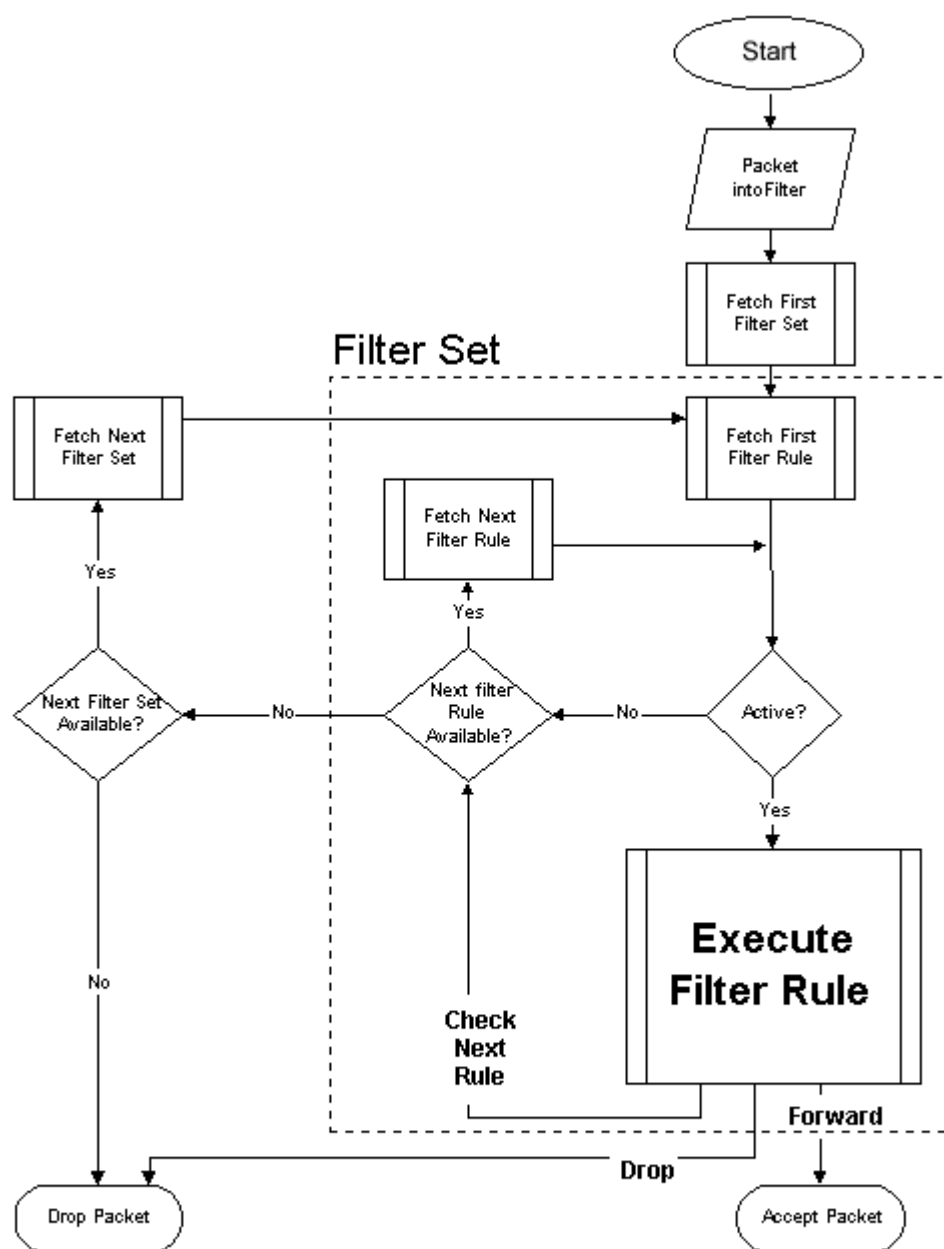 Start
Packet
intoFilter
Fetch First
Filter Set
Filter Set
Fetch Next
Filter Set
Fetch First
Filter Rule
Fetch Next
Filter Rule
Yes
Yes
Next Filter Set
Available?
No
Next filter
Rule
Available?
No
Active?
Yes
Execute
Filter Rule
No
Check
Next
Rule
Forward
Drop
Drop Packet
Accept Packet